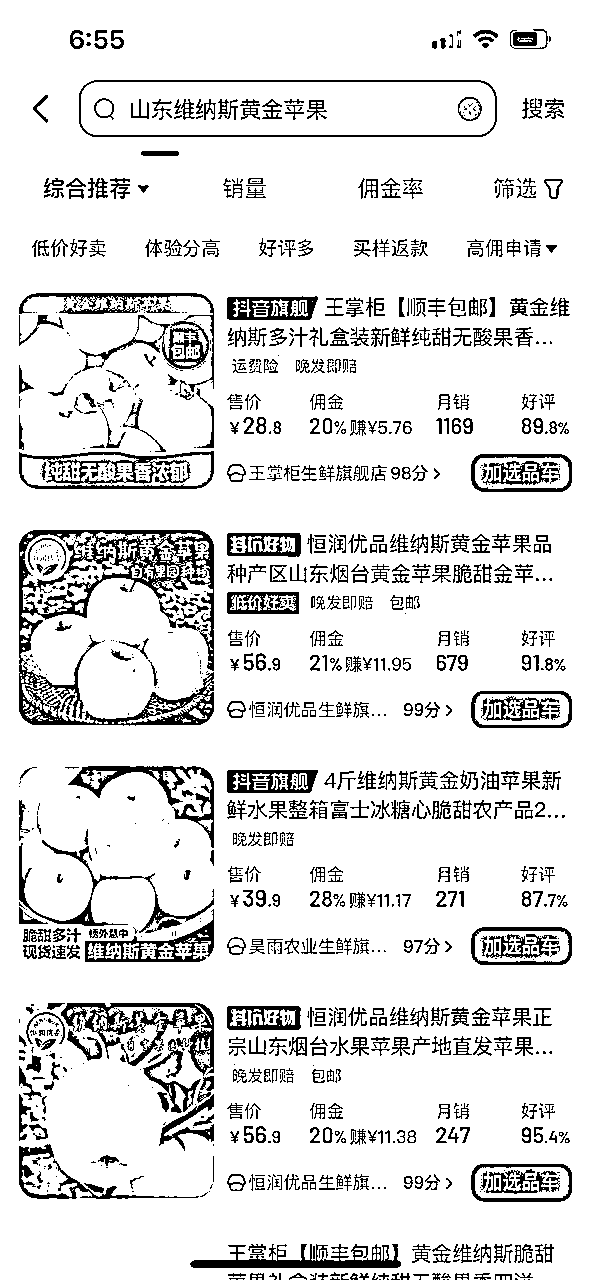 6:55
山东维纳斯黄金苹果
搜索
综合推荐
销量
佣金率
筛选
低价好卖
体验分高
好评多
买样返款
高佣申请
黄金维纳斯苹果
顺丰包邮
纯甜无酸果香浓郁
抖音旗舰 王掌柜【顺丰包邮】黄金维
纳斯多汁礼盒装新鲜纯甜无酸果香...
运费险 晚发即赔
售价 佣金 月销 好评
¥28.8 20% 赚¥5.76 1169 89.8%
王掌柜生鲜旗舰店 98分
加选品车
维纳斯黄金苹果
自有果园种植
抖店好物 恒润优品维纳斯黄金苹果品
种产区山东烟台黄金苹果脆甜金苹...
低价好卖 晚发即赔 包邮
售价 佣金 月销 好评
¥56.9 21% 赚¥11.95 679 91.8%
恒润优品生鲜旗... 99分
加选品车
脆甜多汁
现货速发
维纳斯黄金苹果
抖音旗舰 4斤维纳斯黄金奶油苹果新
鲜水果整箱富士冰糖心脆甜农产品2...
晚发即赔
售价 佣金 月销 好评
¥39.9 28% 赚¥11.17 271 87.7%
昊雨农业生鲜旗... 97分
加选品车
抖店好物 恒润优品维纳斯黄金苹果正
宗山东烟台水果苹果产地直发苹果...
晚发即赔 包邮
售价 佣金 月销 好评
¥56.9 20% 赚¥11.38 247 95.4%
恒润优品生鲜旗... 99分
加选品车
王掌柜【顺丰包邮】黄金维纳斯脆甜